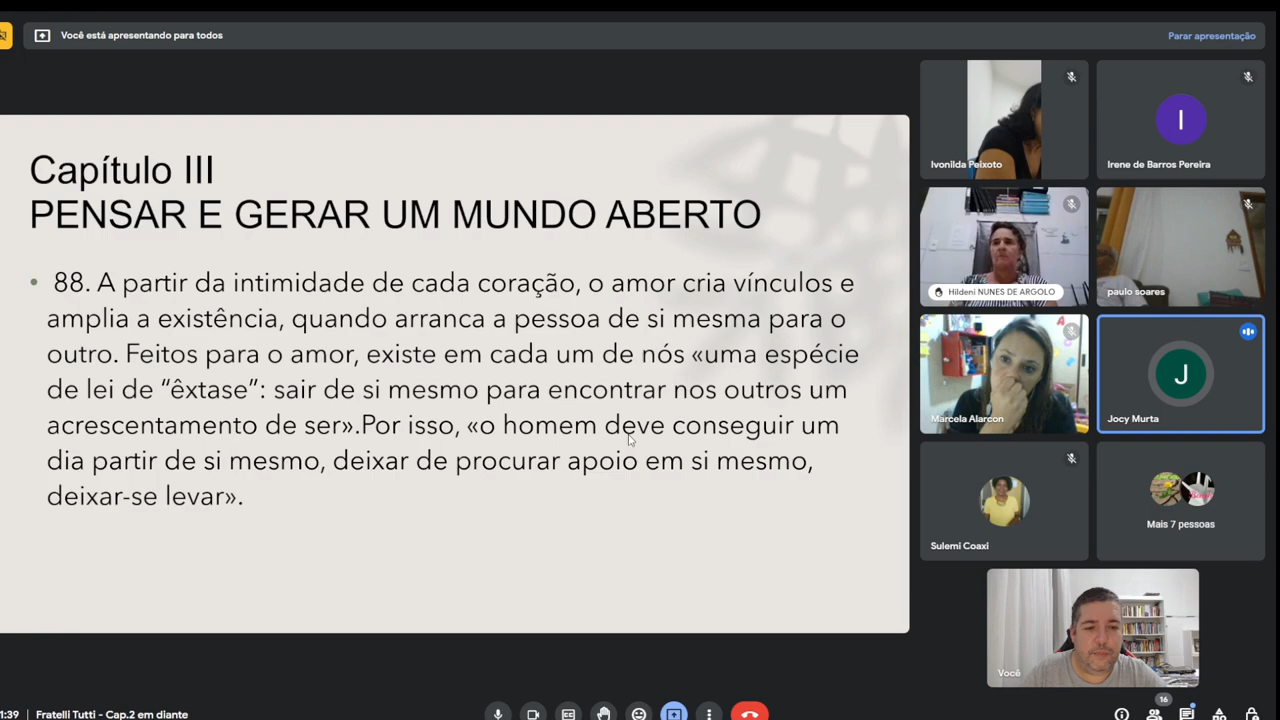 Você está apresentando para todos
Parar apresentação
Capítulo III
PENSAR E GERAR UM MUNDO ABERTO
• 88. A partir da intimidade de cada coração, o amor cria vínculos e
amplia a existência, quando arranca a pessoa de si mesma para o
outro. Feitos para o amor, existe em cada um de nós «uma espécie
de lei de “êxtase”: sair de si mesmo para encontrar nos outros um
acrescentamento de ser».Por isso, «o homem deve conseguir um
dia partir de si mesmo, deixar de procurar apoio em si mesmo,
deixar-se levar».
Ivonilda Peixoto
I
Irene de Barros Pereira
Hildeni NUNES DE ARGOLO
paulo soares
Marcela Alarcon
J
Jocy Murta
Sulemi Coaxi
Mais 7 pessoas
Você
1:39 | Fratelli Tutti - Cap.2 em diante
16